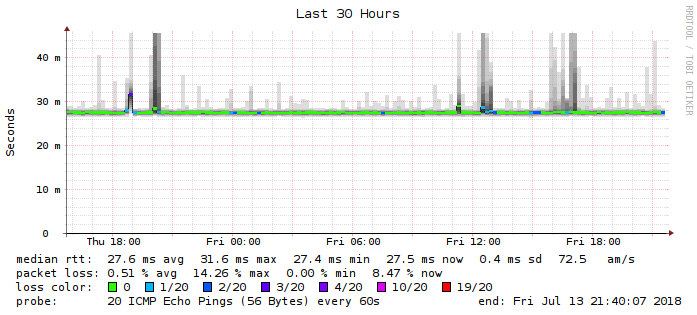 Last 30 Hours
RRDTOOL / TOBI OETIKER
Seconds
40 m
30 m
20 m
10 m
0
Thu 18:00 Fri 00:00 Fri 06:00 Fri 12:00 Fri 18:00
median rtt: 27.6 ms avg 31.6 ms max 27.4 ms min 27.5 ms now 0.4 ms sd 72.5 am/s
packet loss: 0.51 % avg 14.26 % max 0.00 % min 8.47 % now
loss color: 0 1/20 2/20 3/20 4/20 10/20 19/20
probe: 20 ICMP Echo Pings (56 Bytes) every 60s end: Fri Jul 13 21:40:07 2018